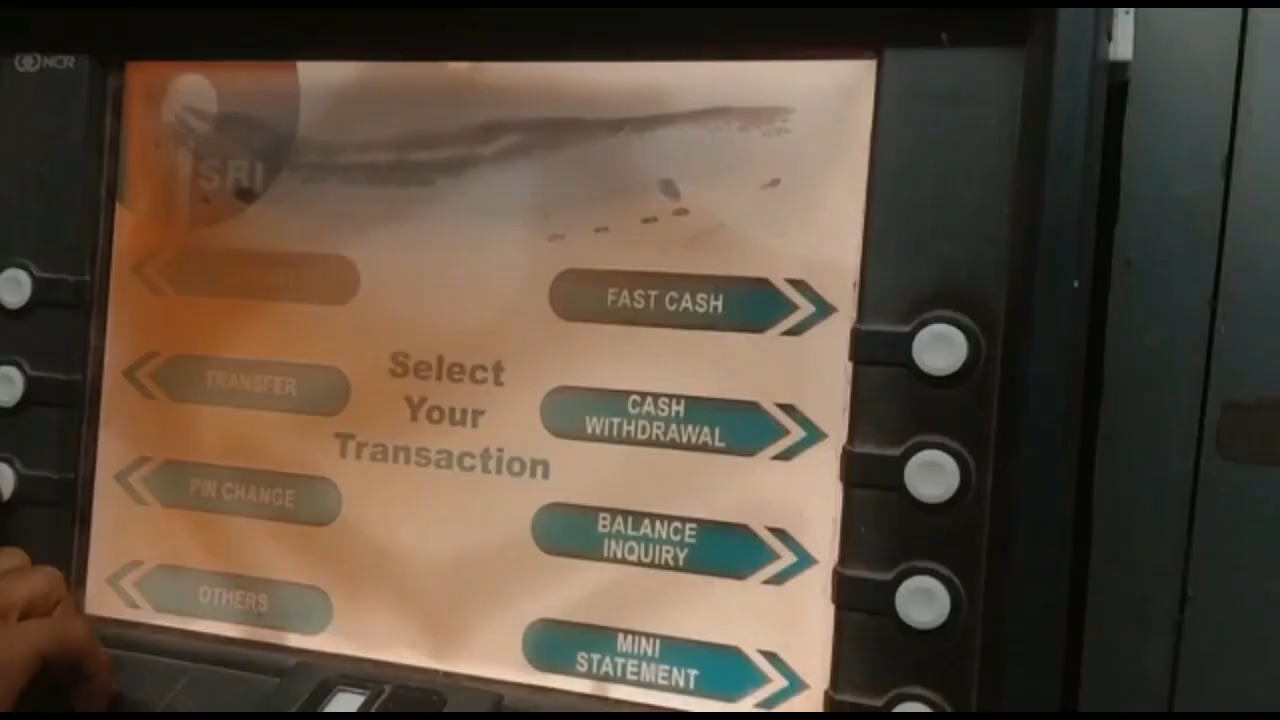 NCR
SBI
FAST CASH
TRANSFER
Select
Your
Transaction
CASH
WITHDRAWAL
PIN CHANGE
BALANCE
INQUIRY
OTHERS
MINI
STATEMENT